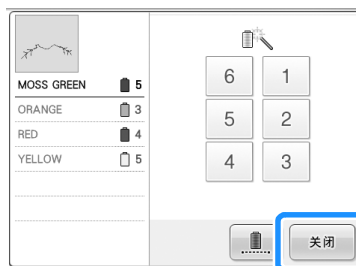 MOSS GREEN 5
ORANGE 3
RED 4
YELLOW 5
6 1
5 2
4 3
关闭